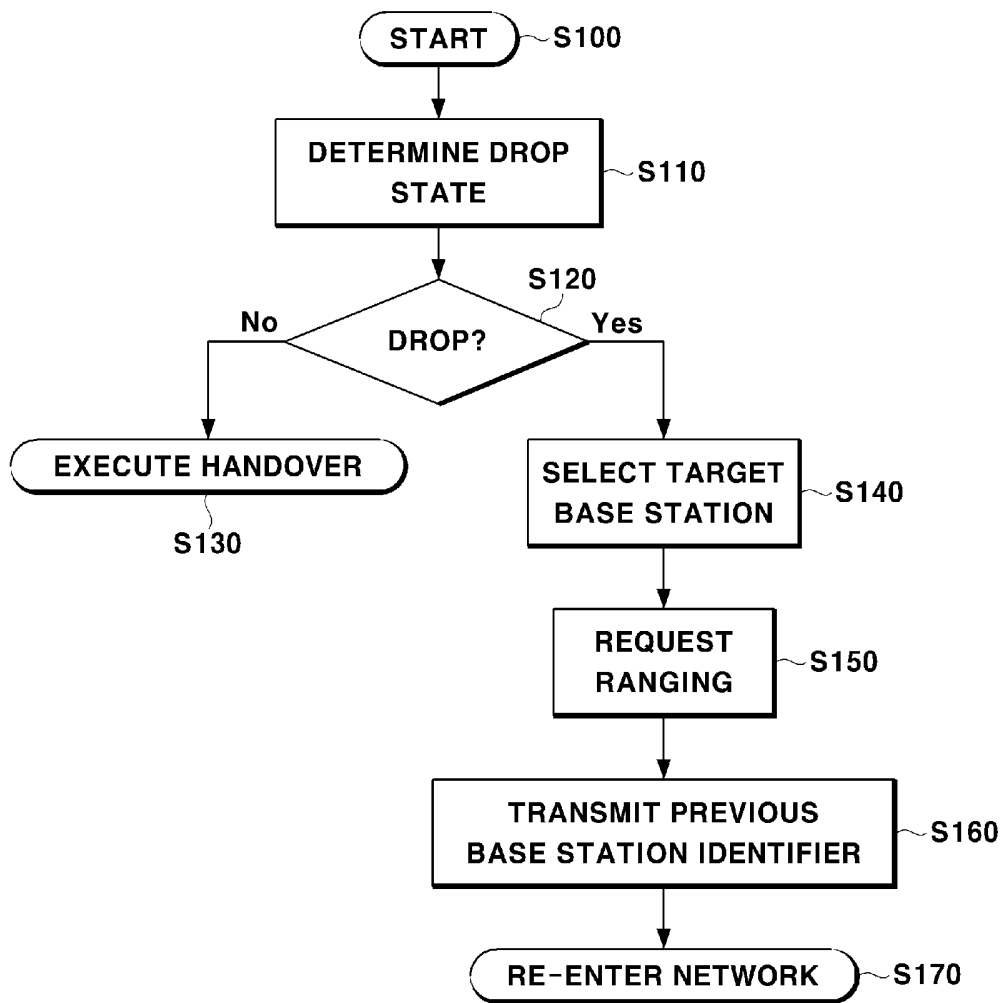 START
S100
DETERMINE DROP
STATE
S110
S120
No
DROP?
Yes
EXECUTE HANDOVER
S130
SELECT TARGET
BASE STATION
S140
REQUEST
RANGING
S150
TRANSMIT PREVIOUS
BASE STATION IDENTIFIER
S160
RE-ENTER NETWORK
S170